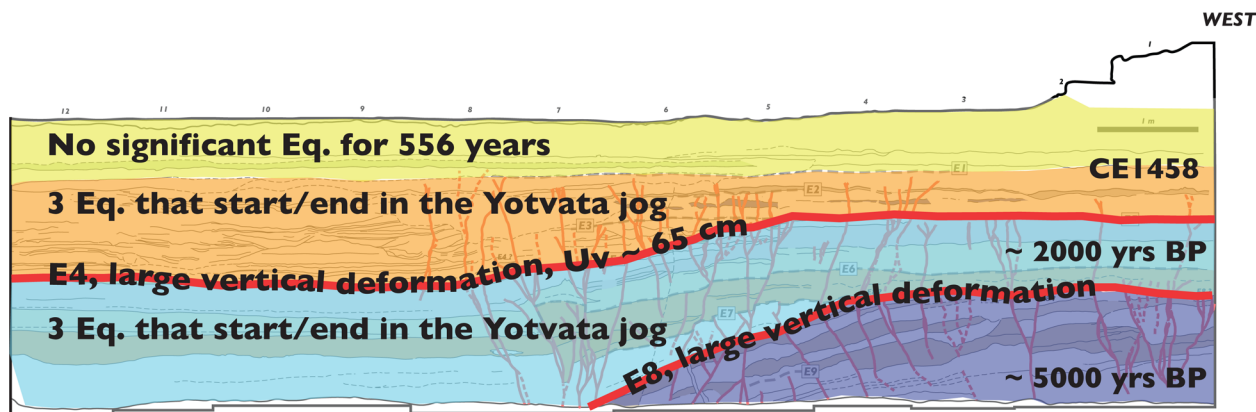 WEST
1
2
12 11 10 9 8 7 6 5 4 3
1 m
No significant Eq. for 556 years
E1
CE1458
3 Eq. that start/end in the Yotvata jog
E2
E3
E4, large vertical deformation, Uv ~ 65 cm
~ 2000 yrs BP
E6
E8, large vertical deformation
3 Eq. that start/end in the Yotvata jog
E7
E9
~ 5000 yrs BP